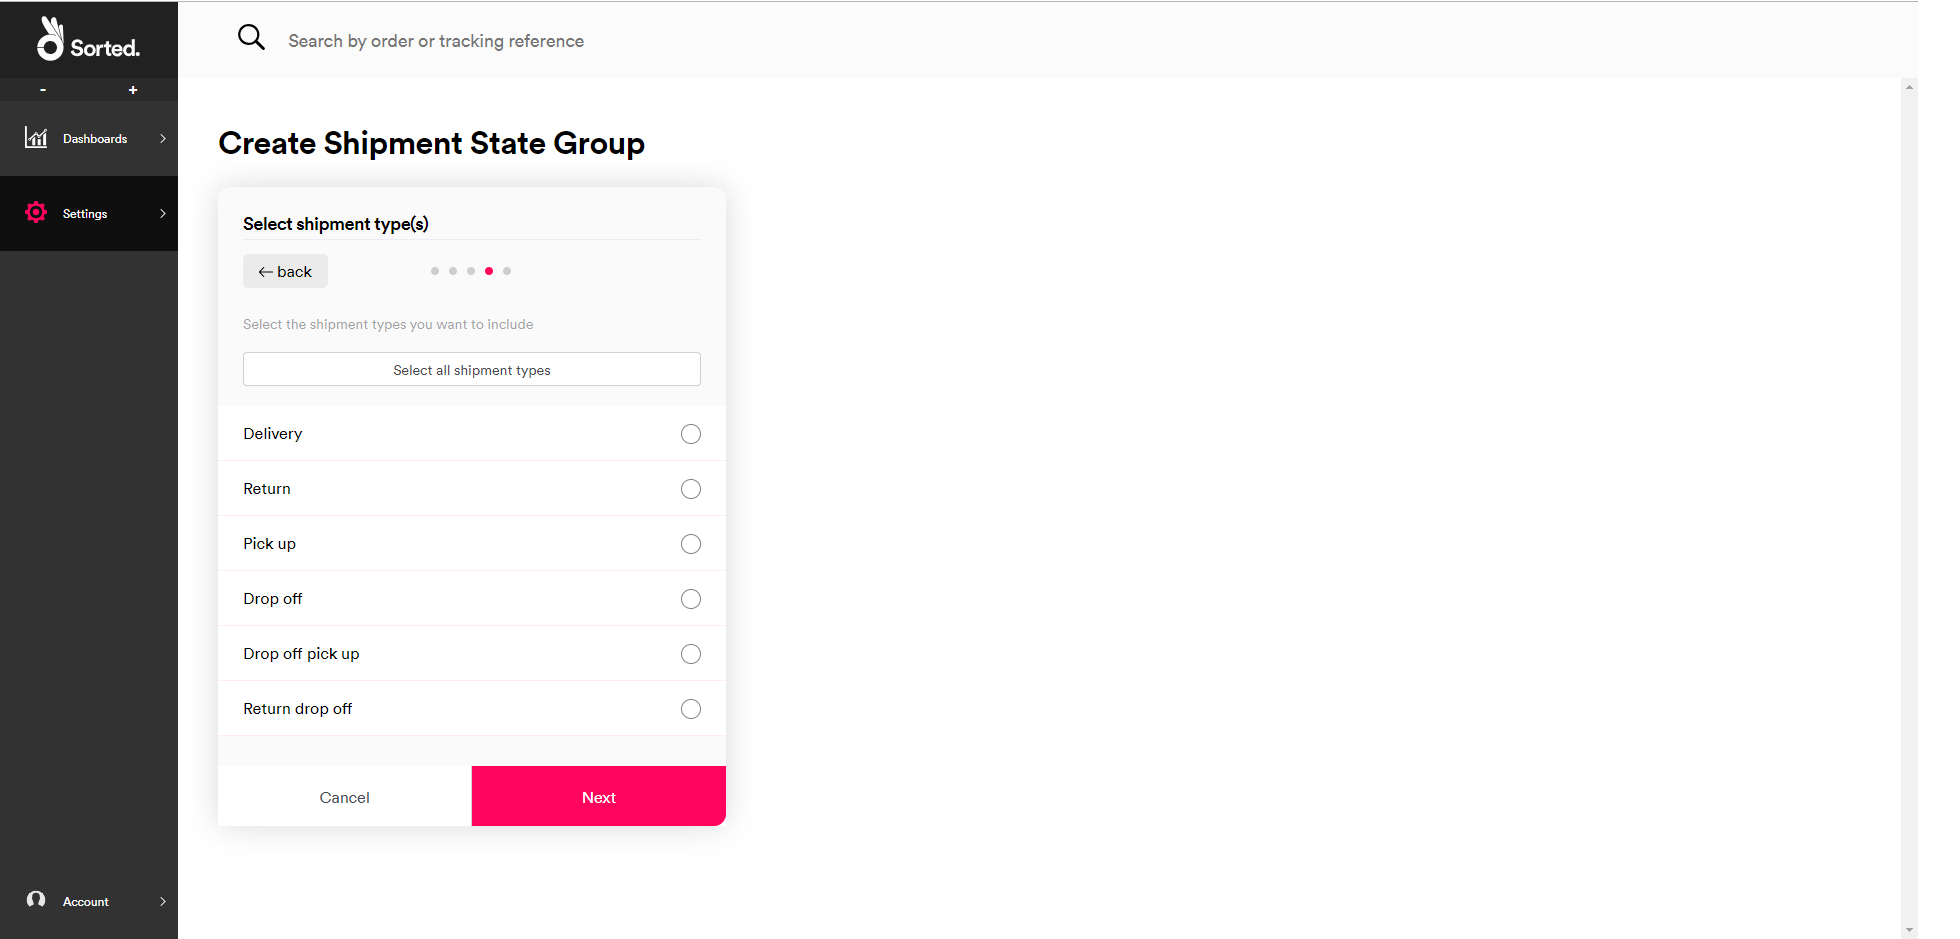 Sorted.
- +
Dashboards
Settings
Account
Search by order or tracking reference
Create Shipment State Group
Select shipment type(s)
← back
Select the shipment types you want to include
Select all shipment types
Delivery
Return
Pick up
Drop off
Drop off pick up
Return drop off
Cancel Next